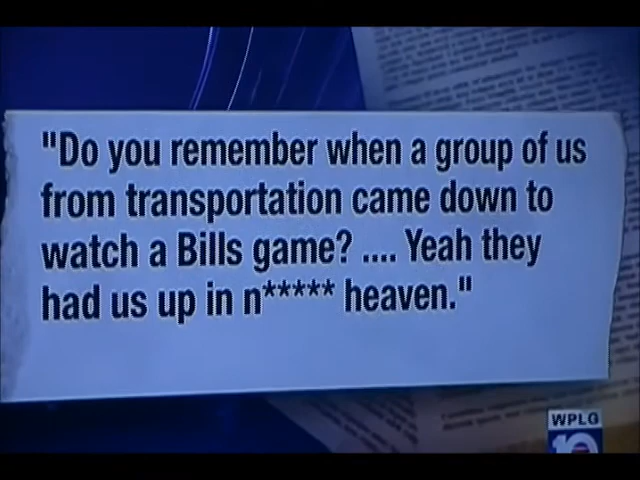 "Do you remember when a group of us
from transportation came down to
watch a Bills game? .... Yeah they
had us up in n***** heaven."
WPLG
10